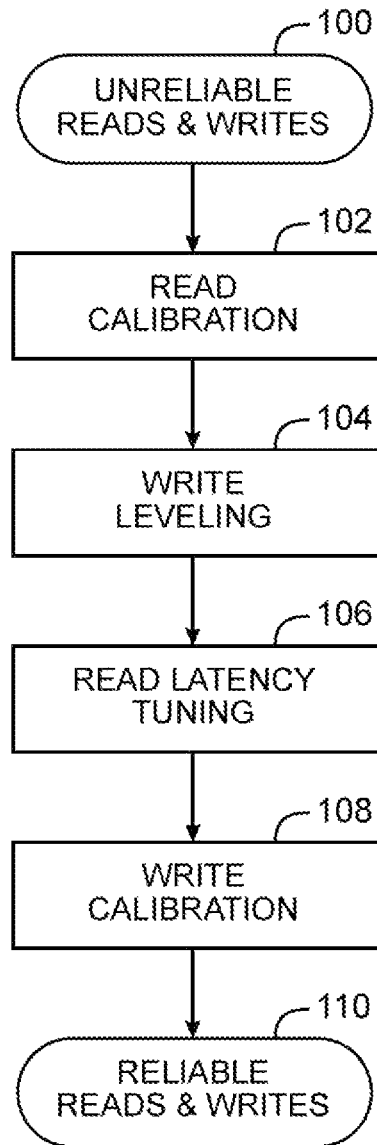 100
UNRELIABLE
READS & WRITES
102
READ
CALIBRATION
104
WRITE
LEVELING
106
READ LATENCY
TUNING
108
WRITE
CALIBRATION
110
RELIABLE
READS & WRITES